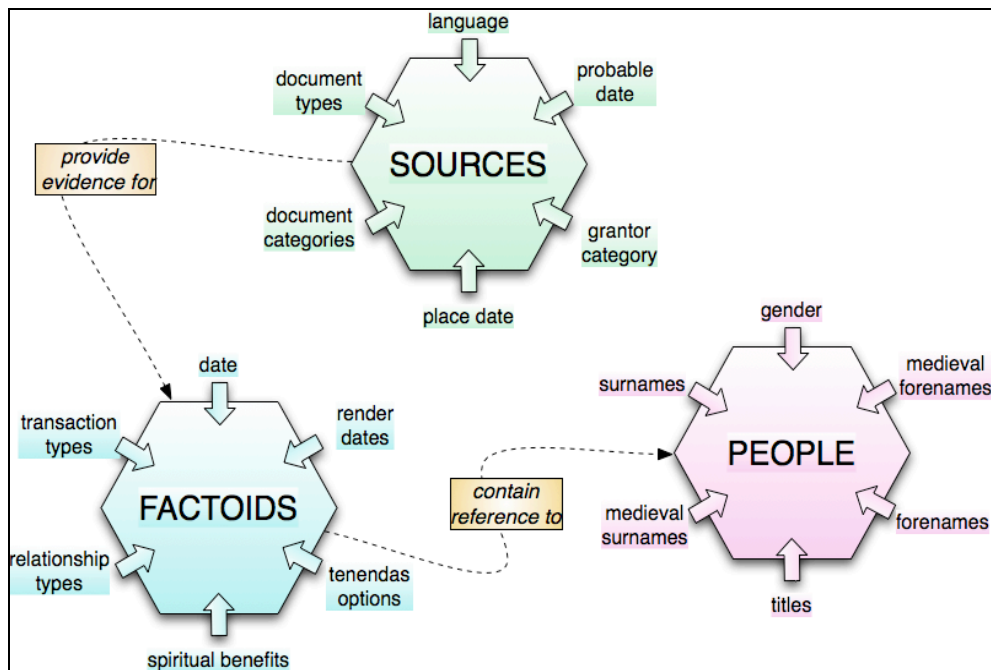 language
document
types
probable
date
SOURCES
provide
evidence for
document
categories
grantor
category
place date
gender
surnames
medieval
forenames
PEOPLE
medieval
surnames
forenames
titles
date
transaction
types
render
dates
FACTOIDS
relationship
types
tenendas
options
spiritual benefits
contain
reference to